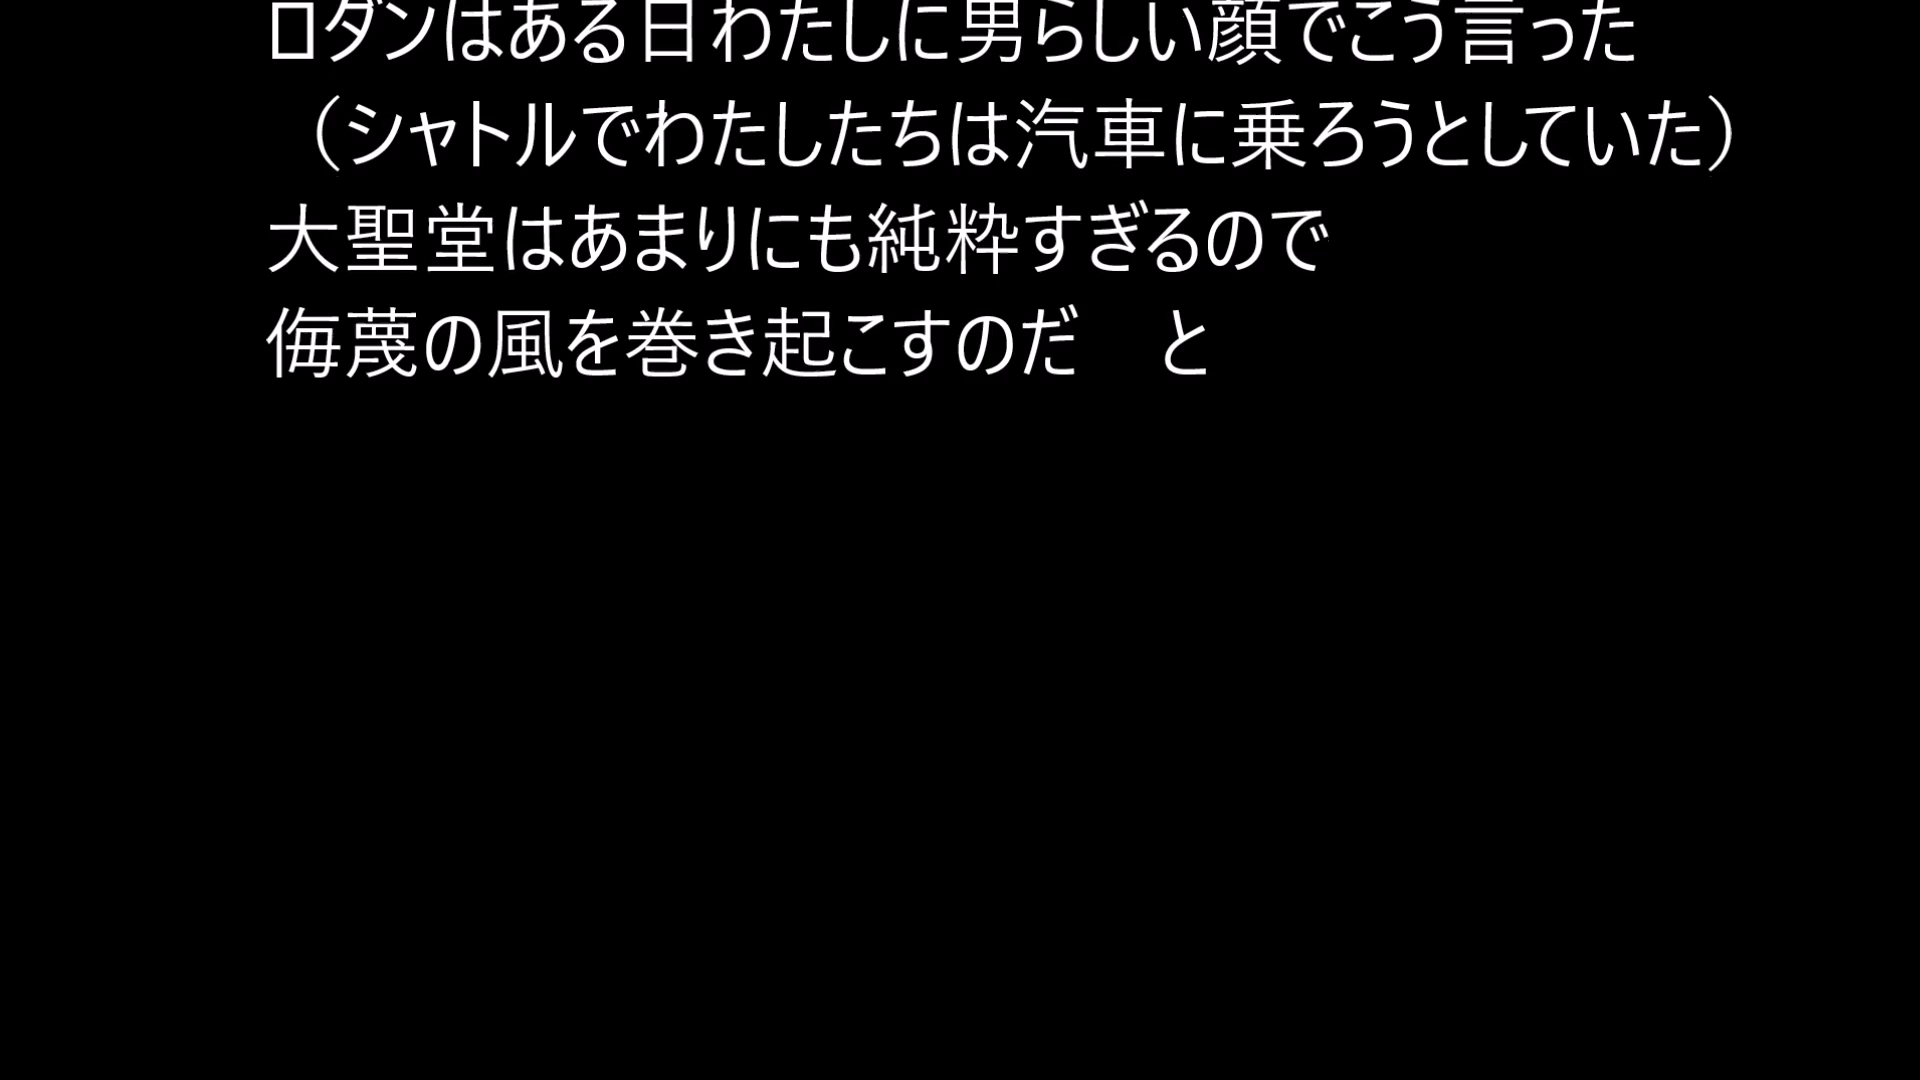 ロダンはある日わたしに男らしい顔でこう言った
（シャトルでわたしたちは汽車に乗ろうとしていた）
大聖堂はあまりにも純粋すぎるので
侮蔑の風を巻き起こすのだ　と